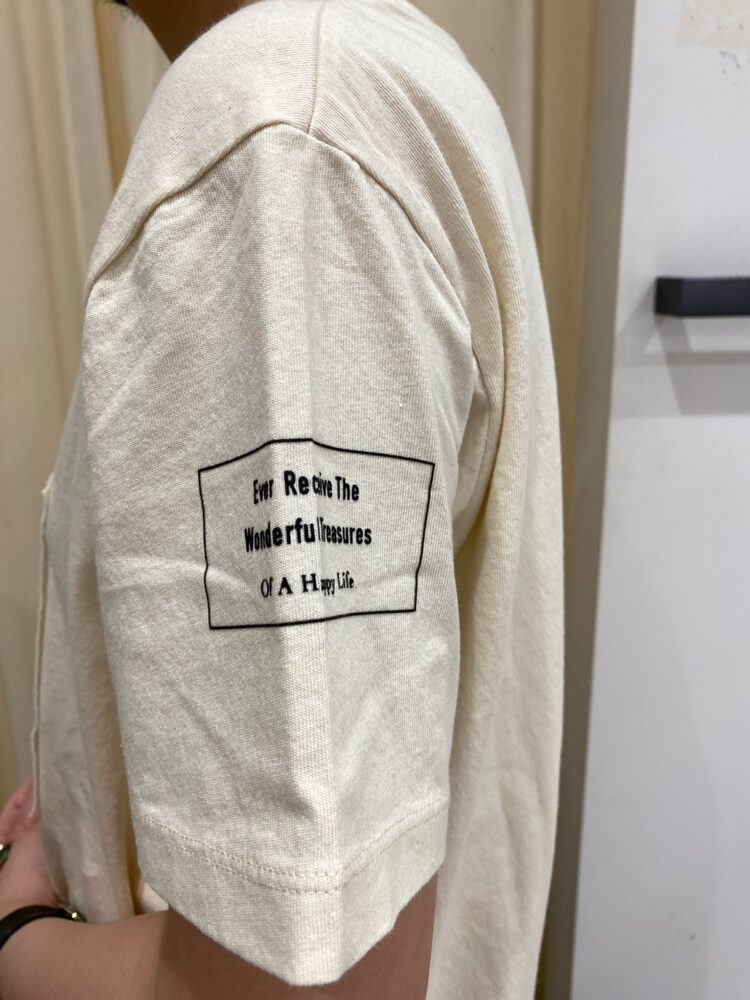 Ever Receive The
Wonderful Treasures
Of A Happy Life